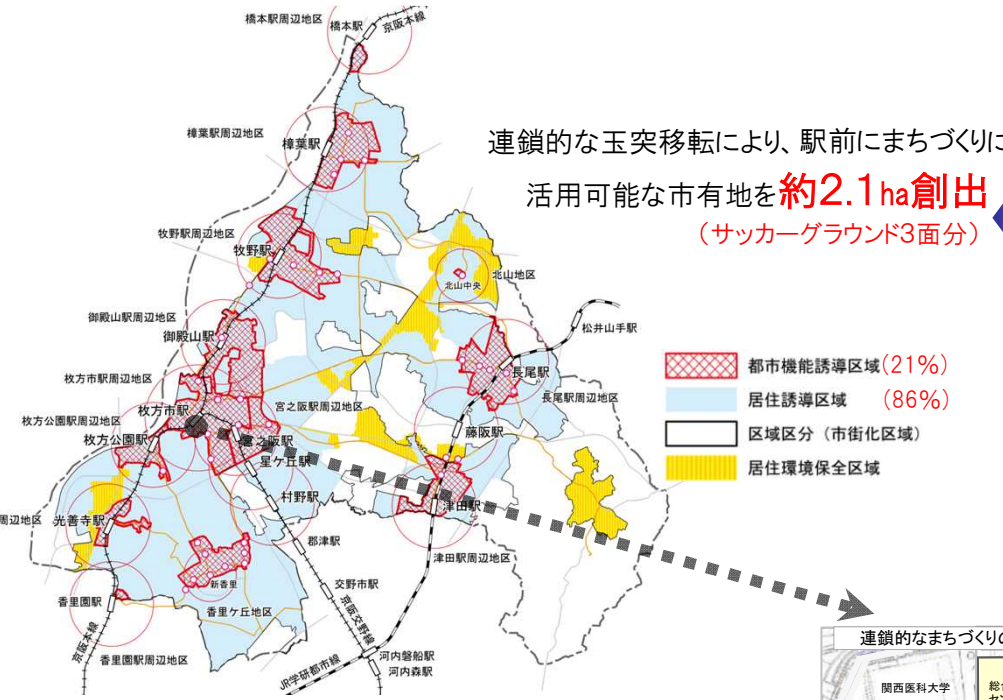 橋本駅周辺地区
橋本駅
京阪本線
樟葉駅周辺地区
樟葉駅
連鎖的な玉突移転により、駅前にまちづくりに
活用可能な市有地を約2.1ha創出
（サッカーグラウンド3面分）
牧野駅周辺地区
牧野駅
北山地区
北山中央
御殿山駅周辺地区
御殿山駅
松井山手駅
枚方市駅周辺地区
長尾駅
都市機能誘導区域(21%)
長尾駅周辺地区
居住誘導区域 (86%)
枚方公園駅周辺地区
枚方市駅
宮之阪駅周辺地区
枚方公園駅
宮之阪駅
藤阪駅
区域区分（市街化区域）
星ケ丘駅
居住環境保全区域
村野駅
津田駅
周辺地区
光善寺駅
郡津駅
津田駅周辺地区
新香里
交野市駅
香里園駅
香里ケ丘地区
京阪交野線
京阪本線
香里園駅周辺地区
河内磐船駅
河内森駅
JR学研都市線
連鎖的なまちづくりの
関西医科大学